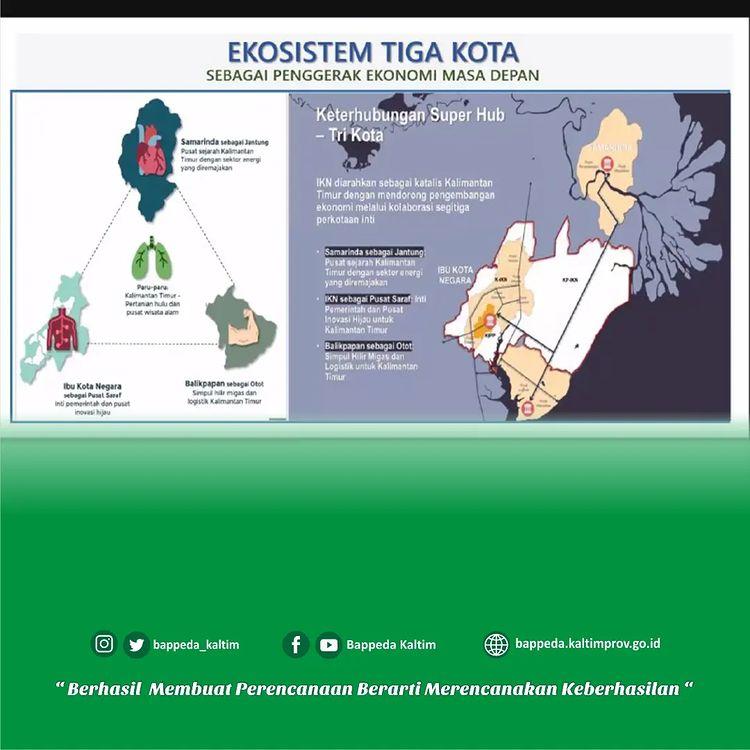 EKOSISTEM TIGA KOTA
SEBAGAI PENGGERAK EKONOMI MASA DEPAN
Samarinda sebagai Jantung
Pusat sejarah Kalimantan
Timur dengan sektor energi
yang diremajakan
Paru-paru:
Kalimantan Timur -
Pertanian hulu dan
pusat wisata alam
Ibu Kota Negara
sebagai Pusat Saraf
Inti pemerintah dan pusat
inovasi hijau
Balikpapan sebagai Otot
Simpul hilir migas dan
logistik Kalimantan Timur
Keterhubungan Super Hub
– Tri Kota
IKN diarahkan sebagai katalis Kalimantan
Timur dengan mendorong pengembangan
ekonomi melalui kolaborasi segitiga
perkotaan inti
• Samarinda sebagai Jantung:
Pusat sejarah Kalimantan
Timur dengan sektor energi
yang diremajakan
• IKN sebagai Pusat Saraf: Inti
Pemerintah dan Pusat
Inovasi Hijau untuk
Kalimantan Timur
• Balikpapan sebagai Otot:
Simpul Hilir Migas dan
Logistik untuk Kalimantan
Timur
SAMARINDA
IBU KOTA
NEGARA
K-IKN
KP-IKN
KIPP
bappeda_kaltim
Bappeda Kaltim
bappeda.kaltimprov.go.id
“ Berhasil Membuat Perencanaan Berarti Merencanakan Keberhasilan “